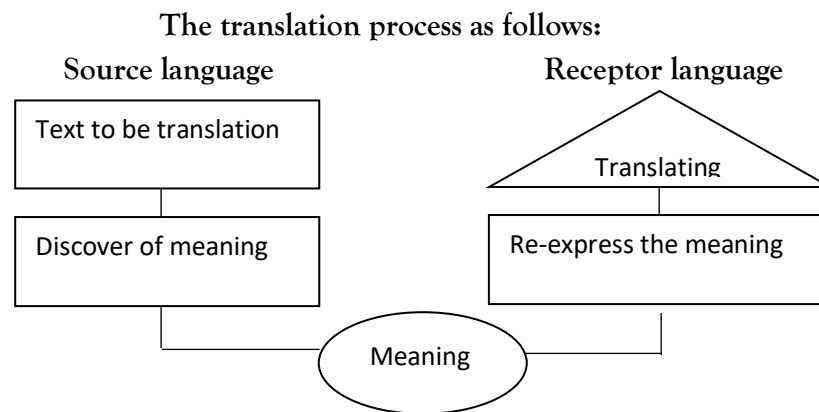 The translation process as follows:
Source language
Receptor language
Text to be translation
Translating
Discover of meaning
Re-express the meaning
Meaning